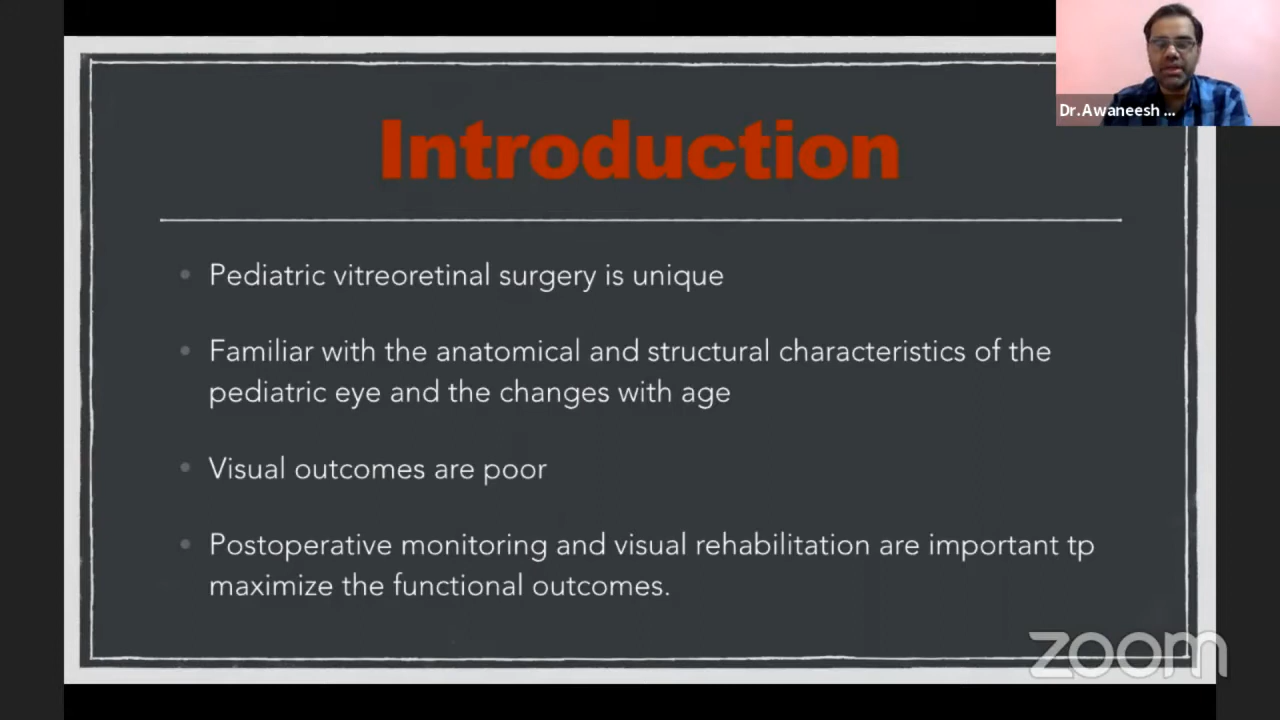 Dr.Awaneesh ...
Introduction
Pediatric vitreoretinal surgery is unique
Familiar with the anatomical and structural characteristics of the
pediatric eye and the changes with age
Visual outcomes are poor
Postoperative monitoring and visual rehabilitation are important tp
maximize the functional outcomes.
zoom